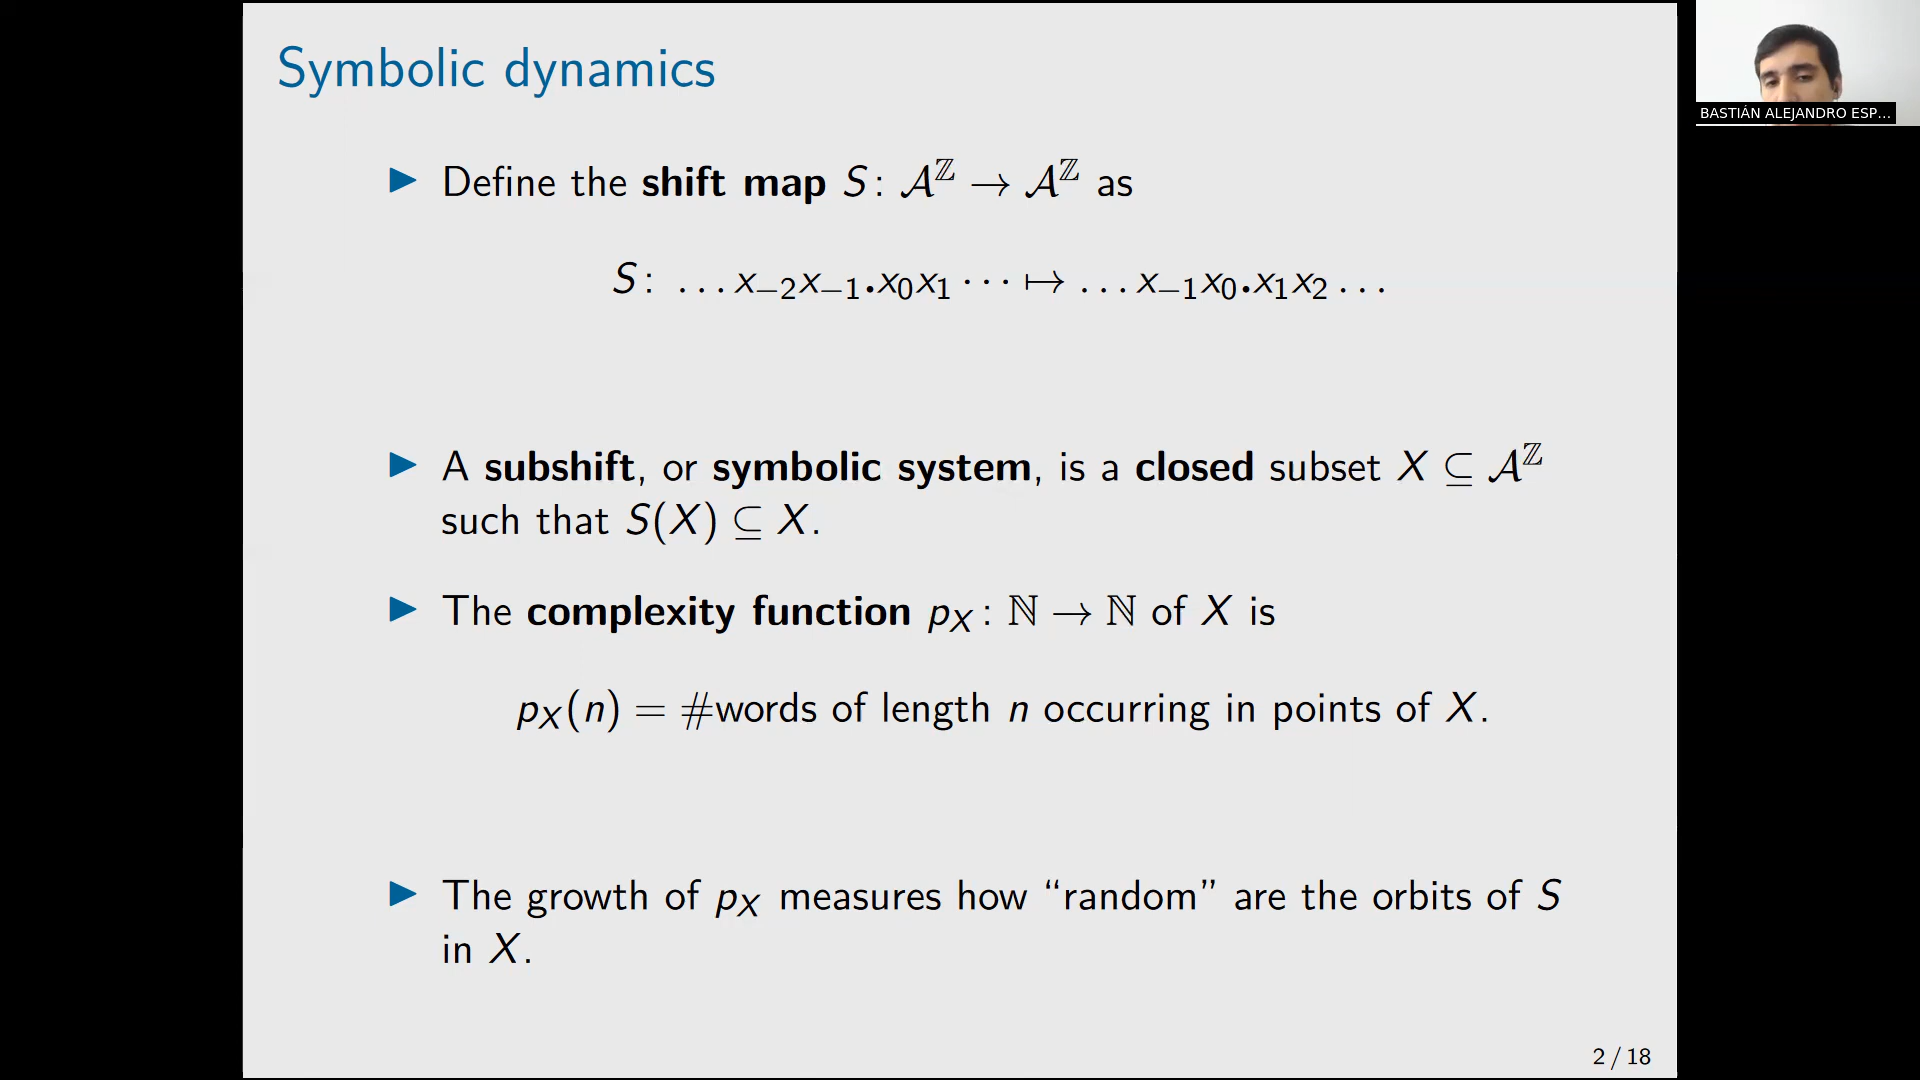 Symbolic dynamics
BASTIÁN ALEJANDRO ESP...
▶ Define the shift map S: 𝒜^ℤ → 𝒜^ℤ as
S: …x₋₂x₋₁.x₀x₁⋯ ↦ …x₋₁x₀.x₁x₂…
▶ A subshift, or symbolic system, is a closed subset X ⊆ 𝒜^ℤ
such that S(X) ⊆ X.
▶ The complexity function p_X: ℕ → ℕ of X is
p_X(n) = #words of length n occurring in points of X.
▶ The growth of p_X measures how “random” are the orbits of S
in X.
2 / 18